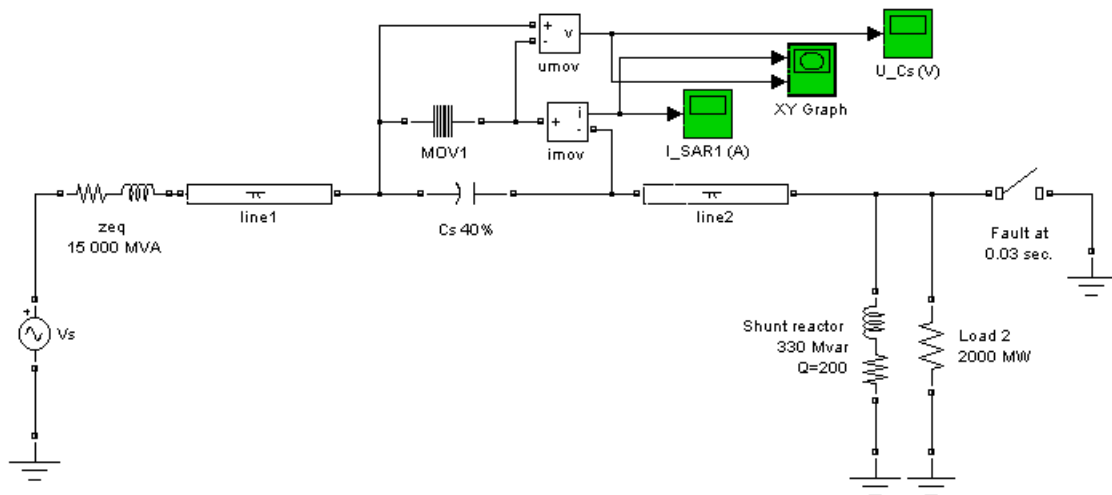 +
-
v
umov
U_Cs (V)
XY Graph
MOV1
+
i
-
imov
I_SAR1 (A)
zeq
15 000 MVA
line1
Cs 40%
line2
Fault at
0.03 sec.
+
Vs
Shunt reactor
330 Mvar
Q=200
Load 2
2000 MW